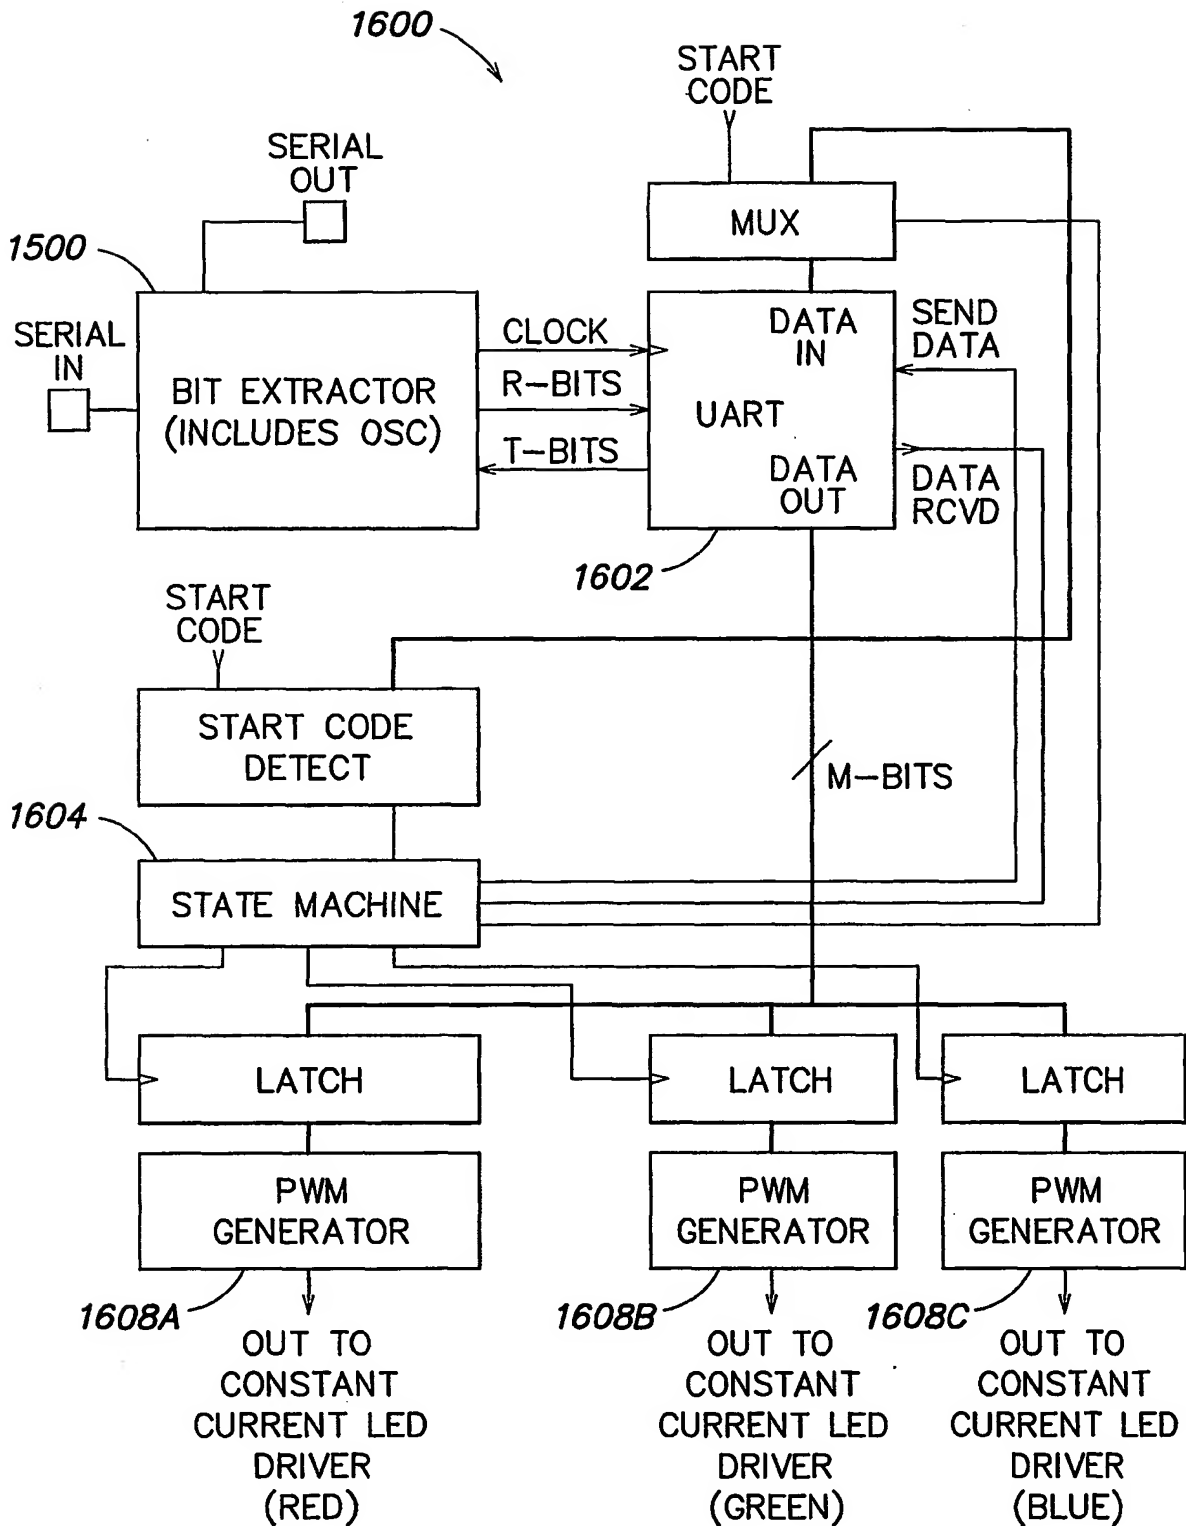 1600
START
CODE
SERIAL
OUT
MUX
1500
SERIAL
IN
BIT EXTRACTOR
(INCLUDES OSC)
CLOCK
R-BITS
T-BITS
DATA
IN
UART
DATA
OUT
SEND
DATA
DATA
RCVD
1602
START
CODE
START CODE
DETECT
M-BITS
1604
STATE MACHINE
LATCH
LATCH
LATCH
PWM
GENERATOR
PWM
GENERATOR
PWM
GENERATOR
1608A
1608B
1608C
OUT TO
CONSTANT
CURRENT LED
DRIVER
(RED)
OUT TO
CONSTANT
CURRENT LED
DRIVER
(GREEN)
OUT TO
CONSTANT
CURRENT LED
DRIVER
(BLUE)